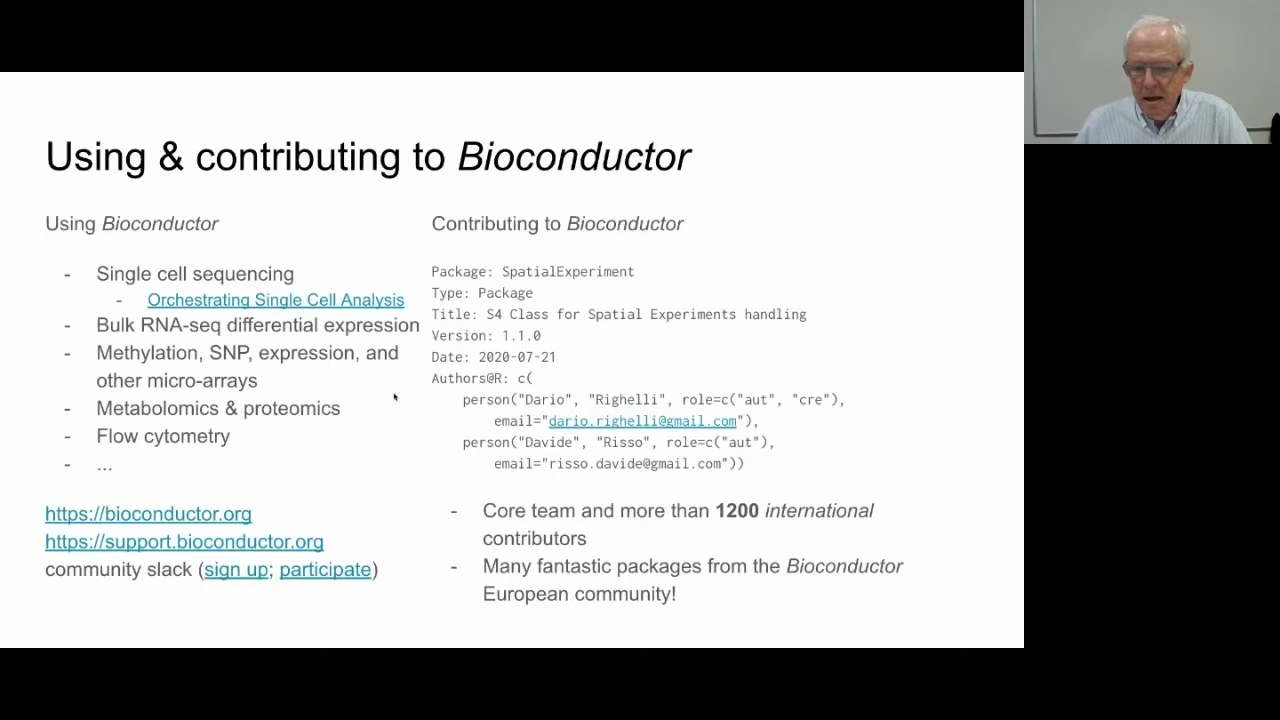 Using & contributing to Bioconductor
Using Bioconductor
- Single cell sequencing
- Orchestrating Single Cell Analysis
- Bulk RNA-seq differential expression
- Methylation, SNP, expression, and
other micro-arrays
- Metabolomics & proteomics
- Flow cytometry
- ...
https://bioconductor.org
https://support.bioconductor.org
community slack (sign up; participate)
Contributing to Bioconductor
Package: SpatialExperiment
Type: Package
Title: S4 Class for Spatial Experiments handling
Version: 1.1.0
Date: 2020-07-21
Authors@R: c(
person("Dario", "Righelli", role=c("aut", "cre"),
email="dario.righelli@gmail.com"),
person("Davide", "Risso", role=c("aut"),
email="risso.davide@gmail.com"))
- Core team and more than 1200 international
contributors
- Many fantastic packages from the Bioconductor
European community!